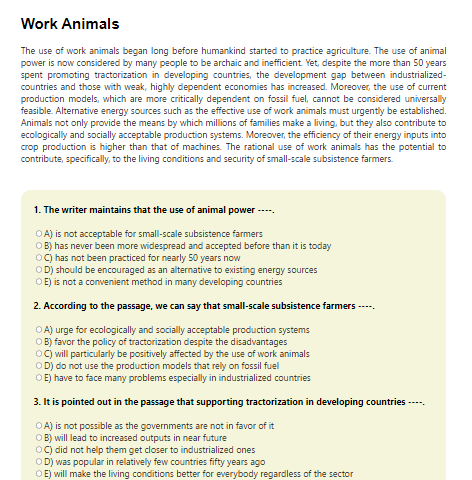 Work Animals
The use of work animals began long before humankind started to practice agriculture. The use of animal
power is now considered by many people to be archaic and inefficient. Yet, despite the more than 50 years
spent promoting tractorization in developing countries, the development gap between industrialized-
countries and those with weak, highly dependent economies has increased. Moreover, the use of current
production models, which are more critically dependent on fossil fuel, cannot be considered universally
feasible. Alternative energy sources such as the effective use of work animals must urgently be established.
Animals not only provide the means by which millions of families make a living, but they also contribute to
ecologically and socially acceptable production systems. Moreover, the efficiency of their energy inputs into
crop production is higher than that of machines. The rational use of work animals has the potential to
contribute, specifically, to the living conditions and security of small-scale subsistence farmers.
1. The writer maintains that the use of animal power ----.
A) is not acceptable for small-scale subsistence farmers
B) has never been more widespread and accepted before than it is today
C) has not been practiced for nearly 50 years now
D) should be encouraged as an alternative to existing energy sources
E) is not a convenient method in many developing countries
2. According to the passage, we can say that small-scale subsistence farmers ----.
A) urge for ecologically and socially acceptable production systems
B) favor the policy of tractorization despite the disadvantages
C) will particularly be positively affected by the use of work animals
D) do not use the production models that rely on fossil fuel
E) have to face many problems especially in industrialized countries
3. It is pointed out in the passage that supporting tractorization in developing countries ----.
A) is not possible as the governments are not in favor of it
B) will lead to increased outputs in near future
C) did not help them get closer to industrialized ones
D) was popular in relatively few countries fifty years ago
E) will make the living conditions better for everybody regardless of the sector